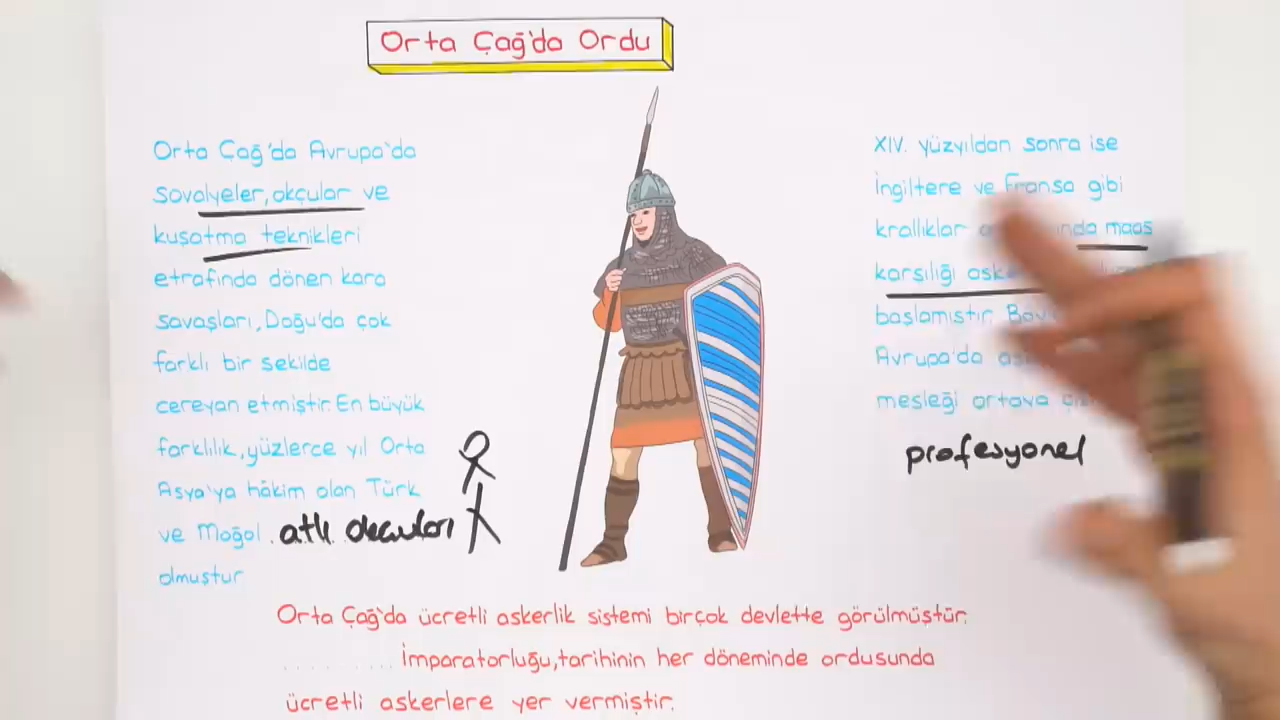 Orta Çağ'da Ordu
Orta Çağ'da Avrupa'da
şovalyeler, okçular ve
kuşatma teknikleri
etrafında dönen kara
savaşları, Doğu'da çok
farklı bir şekilde
cereyan etmiştir. En büyük
farklılık, yüzlerce yıl Orta
Asya'ya hâkim olan Türk
ve Moğol. atlı okçuları
olmuştur
XIV. yüzyıldan sonra ise
İngiltere ve Fransa gibi
krallıklar maaş
karşılığı
başlamıştır.
Avrupa'da
mesleği ortaya
profesyonel
Orta Çağ'da ücretli askerlik sistemi birçok devlette görülmüştür.
............ İmparatorluğu, tarihinin her döneminde ordusunda
ücretli askerlere yer vermiştir.